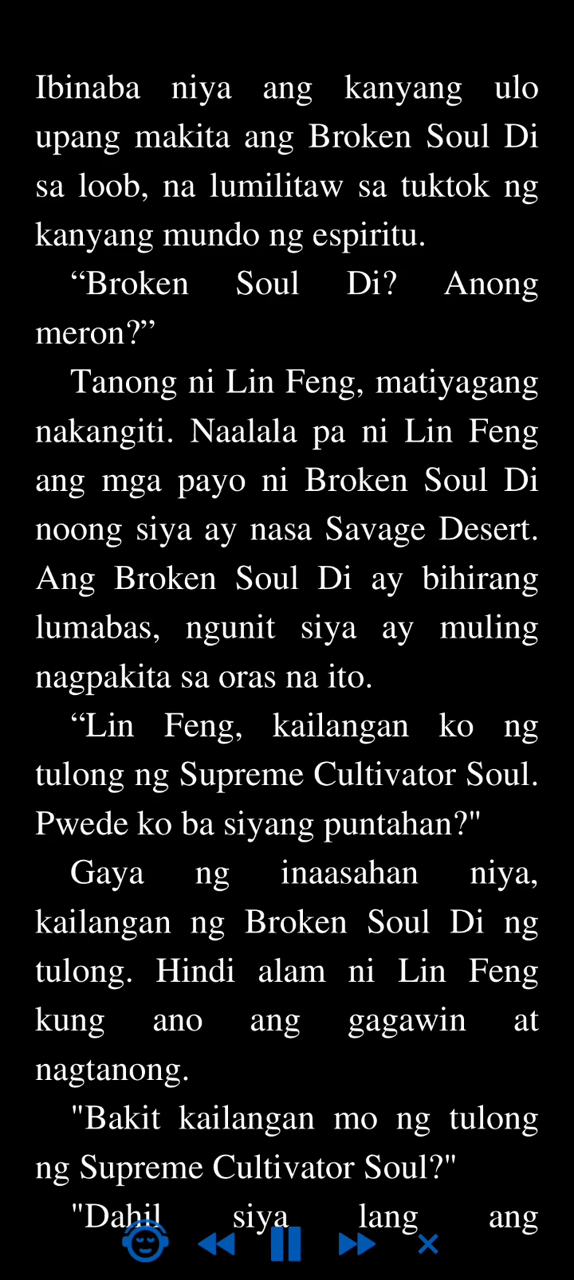 Ibinaba niya ang kanyang ulo
upang makita ang Broken Soul Di
sa loob, na lumilitaw sa tuktok ng
kanyang mundo ng espiritu.
“Broken Soul Di? Anong
meron?”
Tanong ni Lin Feng, matiyagang
nakangiti. Naalala pa ni Lin Feng
ang mga payo ni Broken Soul Di
noong siya ay nasa Savage Desert.
Ang Broken Soul Di ay bihirang
lumabas, ngunit siya ay muling
nagpakita sa oras na ito.
“Lin Feng, kailangan ko ng
tulong ng Supreme Cultivator Soul.
Pwede ko ba siyang puntahan?"
Gaya ng inaasahan niya,
kailangan ng Broken Soul Di ng
tulong. Hindi alam ni Lin Feng
kung ano ang gagawin at
nagtanong.
"Bakit kailangan mo ng tulong
ng Supreme Cultivator Soul?"
"Dahil siya lang ang